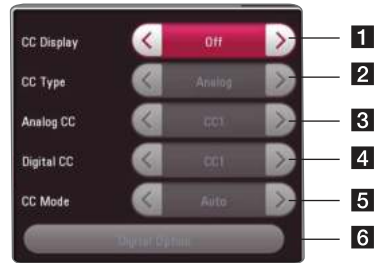 CC Display Off 1
CC Type Analog 2
Analog CC CC1 3
Digital CC CC1 4
CC Mode Auto 5
Digital Option 6